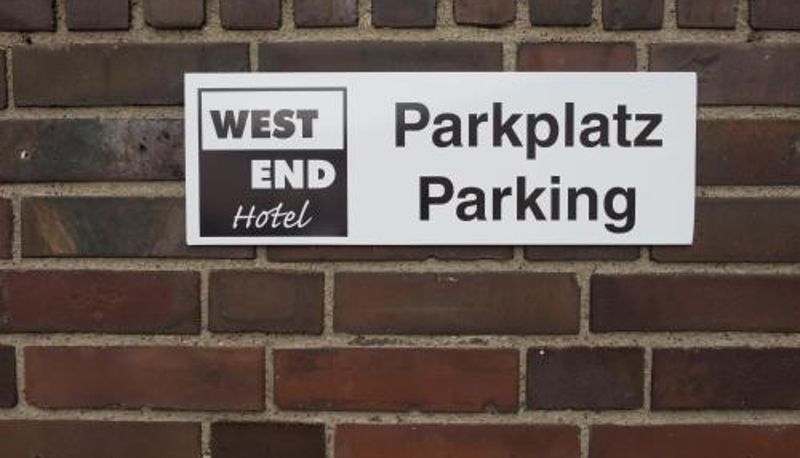 WEST
END
Hotel
Parkplatz
Parking